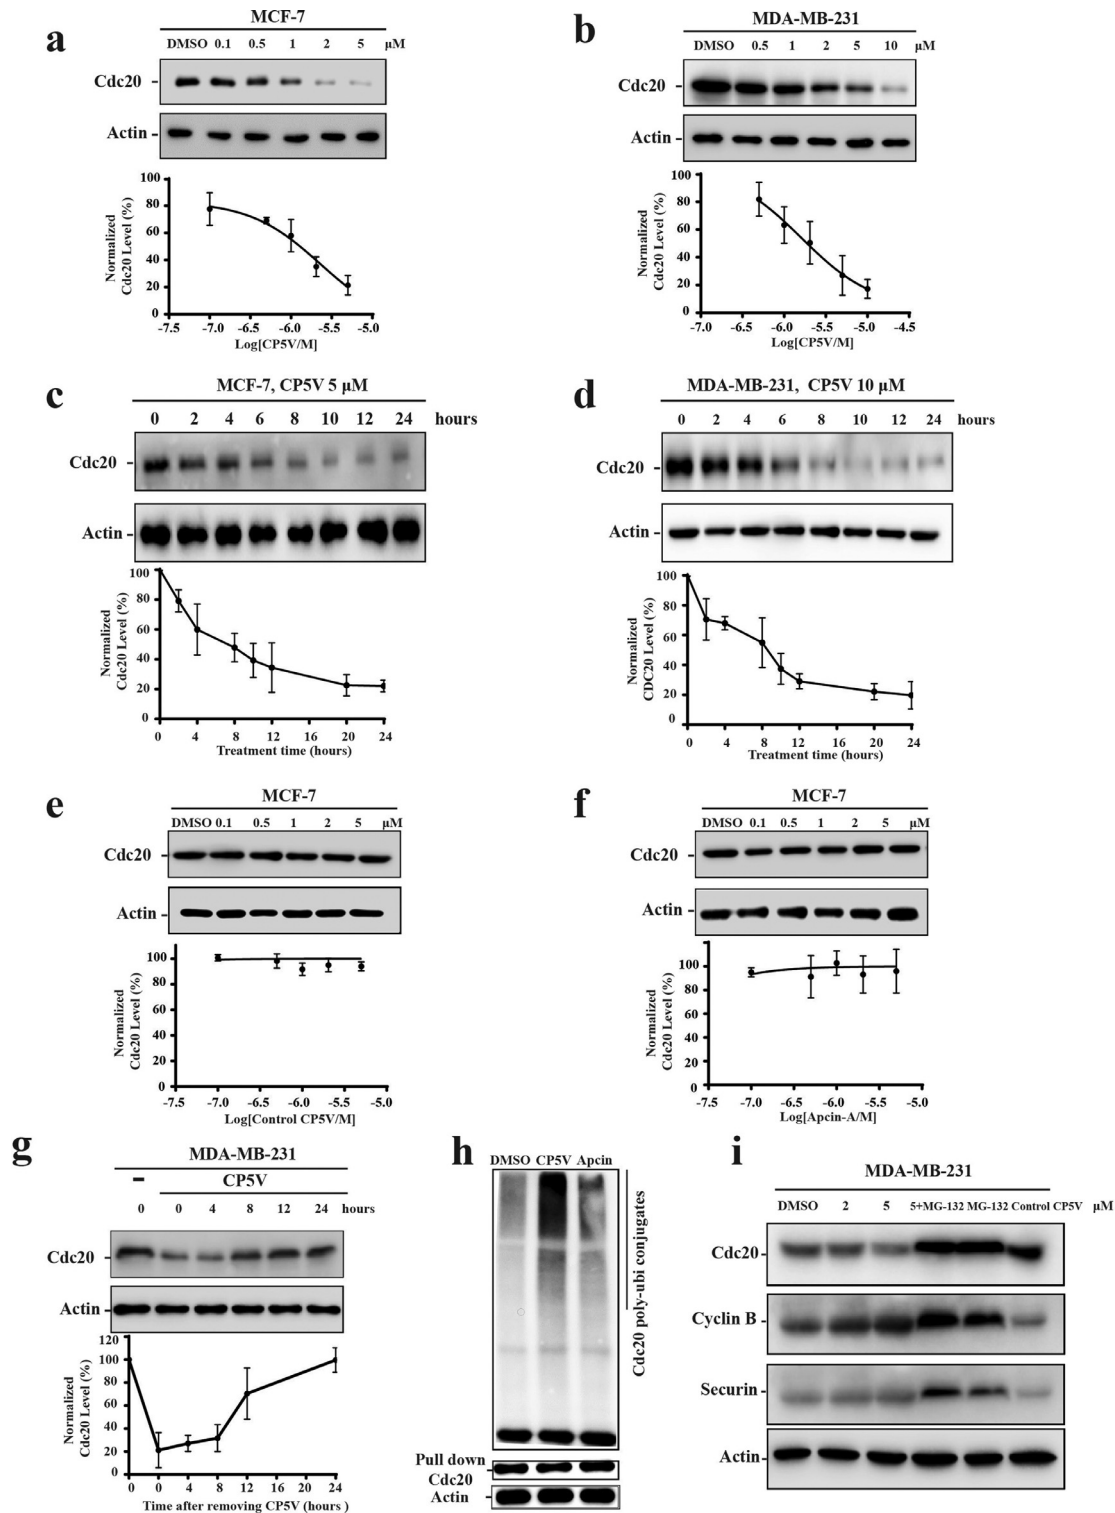 a
MCF-7
DMSO 0.1 0.5 1 2 5 μM
Cdc20
Actin
Normalized
Cdc20 Level (%)
100
80
60
40
20
0
-7.5 -7.0 -6.5 -6.0 -5.5 -5.0
Log[CP5V/M]
b
MDA-MB-231
DMSO 0.5 1 2 5 10 μM
Cdc20
Actin
Normalized
Cdc20 Level (%)
100
80
60
40
20
0
-7.0 -6.5 -6.0 -5.5 -5.0 -4.5
Log[CP5V/M]
c
MCF-7, CP5V 5 μM
0 2 4 6 8 10 12 24 hours
Cdc20
Actin
Normalized
Cdc20 Level (%)
100
80
60
40
20
0
0 4 8 12 16 20 24
Treatment time (hours)
d
MDA-MB-231, CP5V 10 μM
0 2 4 6 8 10 12 24 hours
Cdc20
Actin
Normalized
CDC20 Level (%)
100
80
60
40
20
0
0 4 8 12 16 20 24
Treatment time (hours)
e
MCF-7
DMSO 0.1 0.5 1 2 5 μM
Cdc20
Actin
Normalized
Cdc20 Level (%)
100
80
60
40
20
0
-7.5 -7.0 -6.5 -6.0 -5.5 -5.0
Log[Control CP5V/M]
f
MCF-7
DMSO 0.1 0.5 1 2 5 μM
Cdc20
Actin
Normalized
Cdc20 Level (%)
100
80
60
40
20
0
-7.5 -7.0 -6.5 -6.0 -5.5 -5.0
Log[Apcin-A/M]
g
MDA-MB-231
- CP5V
0 0 4 8 12 24 hours
Cdc20
Actin
Normalized
Cdc20 Level (%)
120
100
80
60
40
20
0
0 0 4 8 12 16 20 24
Time after removing CP5V (hours )
h
DMSO CP5V Apcin
Cdc20 poly-ubi conjugates
Pull down
Cdc20
Actin
i
MDA-MB-231
DMSO 2 5 5+MG-132 MG-132 Control CP5V μM
Cdc20
Cyclin B
Securin
Actin